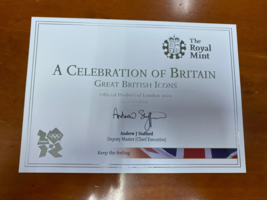 The
Royal
Mint
A CELEBRATION OF BRITAIN
GREAT BRITISH ICONS
Andrew J Stafford
Deputy Master (Chief Executive)
Keep the feeling